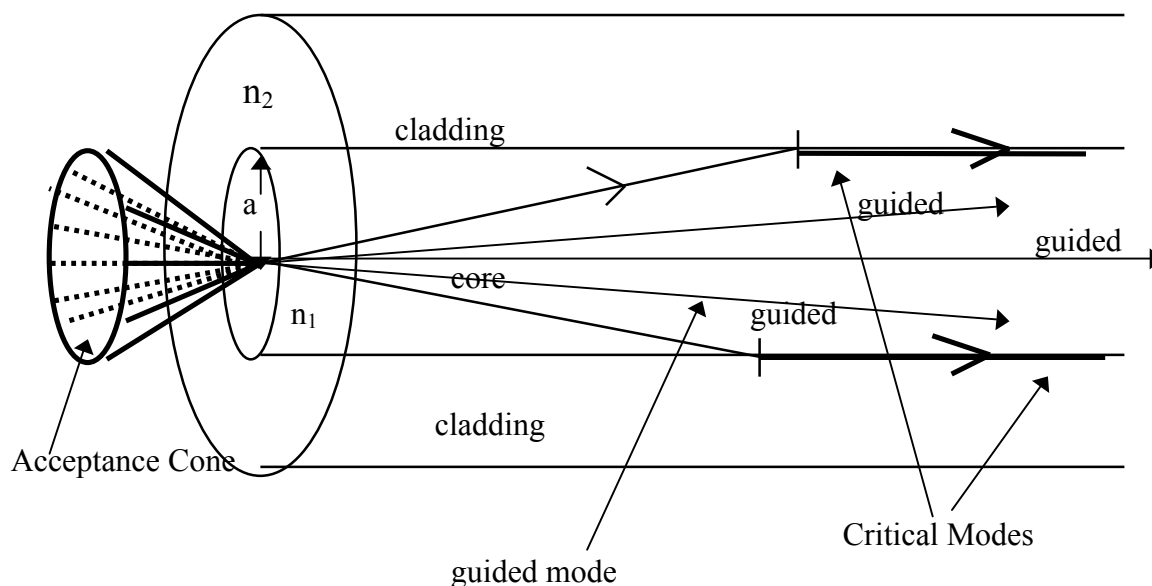 n₂
cladding
a
guided
guided
core
n₁
guided
cladding
Acceptance Cone
Critical Modes
guided mode